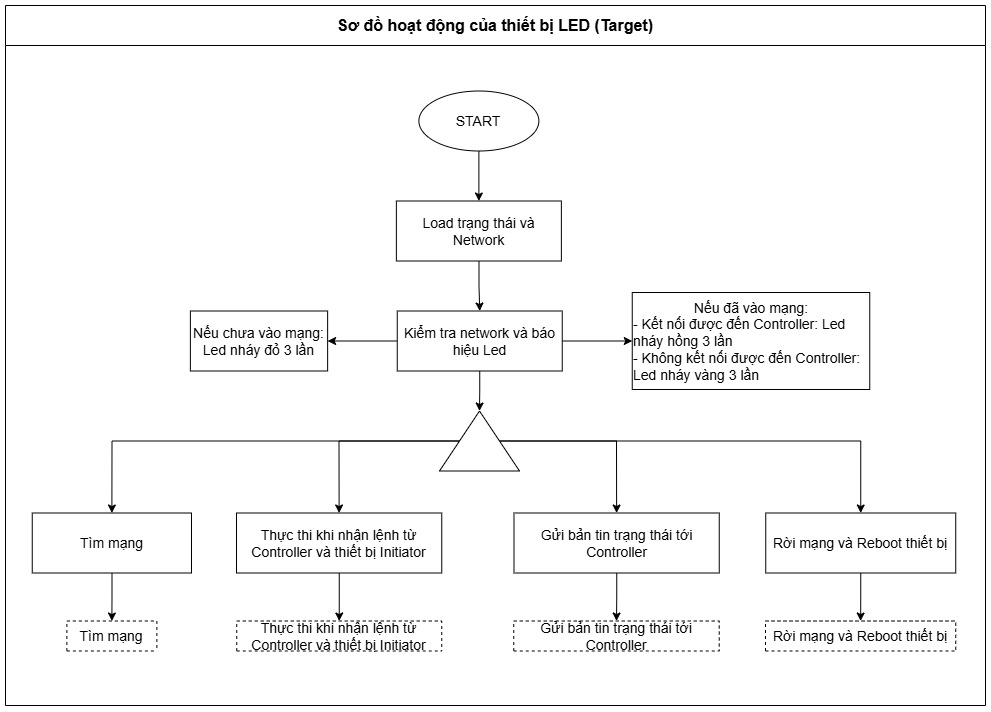 Sơ đồ hoạt động của thiết bị LED (Target)
START
Load trạng thái và
Network
Nếu chưa vào mạng:
Led nháy đỏ 3 lần
Kiểm tra network và báo
hiệu Led
Nếu đã vào mạng:
- Kết nối được đến Controller: Led
nháy hồng 3 lần
- Không kết nối được đến Controller:
Led nháy vàng 3 lần
Tìm mạng
Thực thi khi nhận lệnh từ
Controller và thiết bị Initiator
Gửi bản tin trạng thái tới
Controller
Rời mạng và Reboot thiết bị
Tìm mạng
Thực thi khi nhận lệnh từ
Controller và thiết bị Initiator
Gửi bản tin trạng thái tới
Controller
Rời mạng và Reboot thiết bị